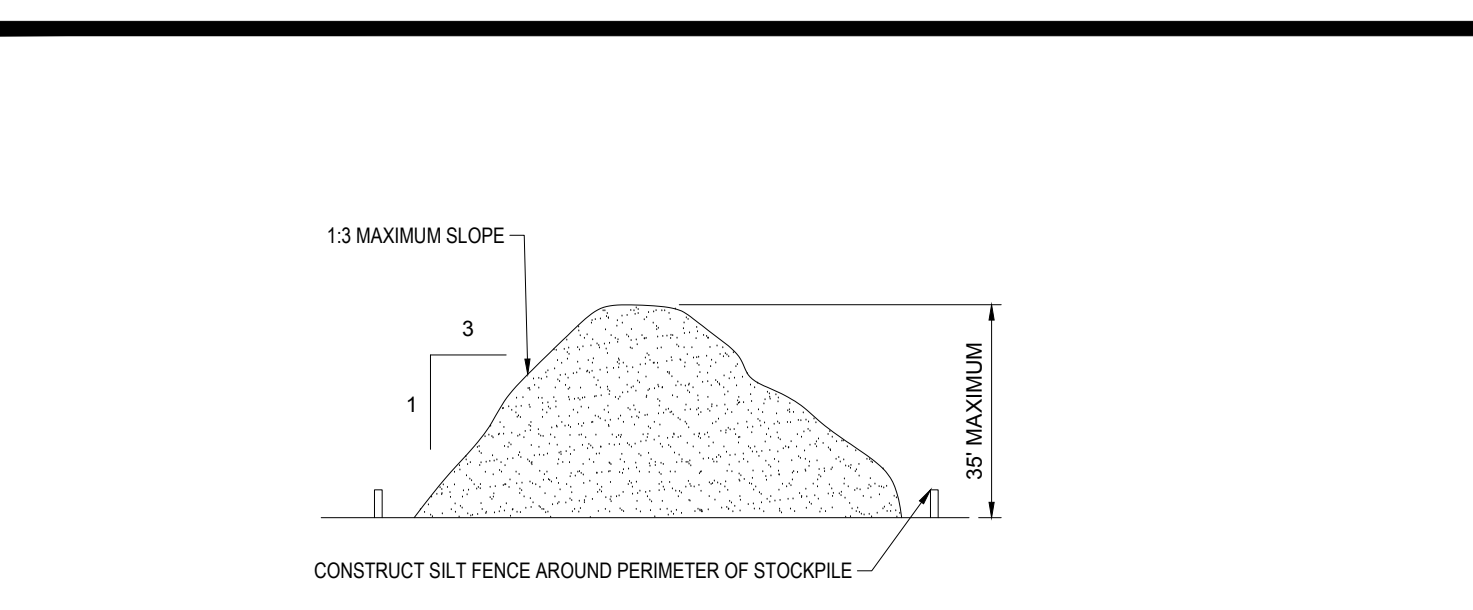 1:3 MAXIMUM SLOPE
3
1
35' MAXIMUM
CONSTRUCT SILT FENCE AROUND PERIMETER OF STOCKPILE